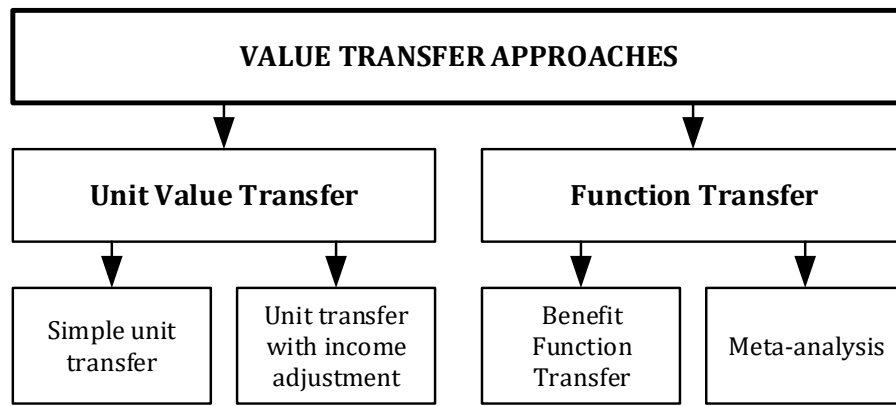 VALUE TRANSFER APPROACHES
Unit Value Transfer
Function Transfer
Simple unit
transfer
Unit transfer
with income
adjustment
Benefit
Function
Transfer
Meta-analysis